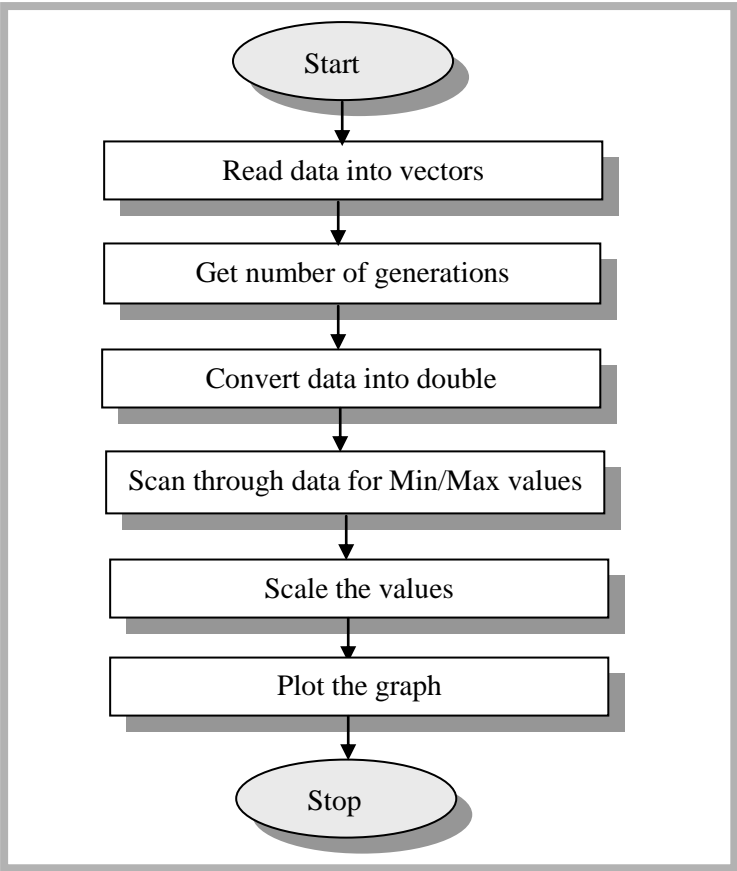 Start
Read data into vectors
Get number of generations
Convert data into double
Scan through data for Min/Max values
Scale the values
Plot the graph
Stop